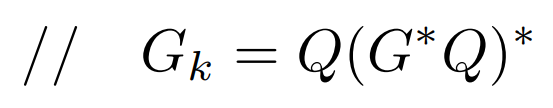 // G_k = Q(G^*Q)^*